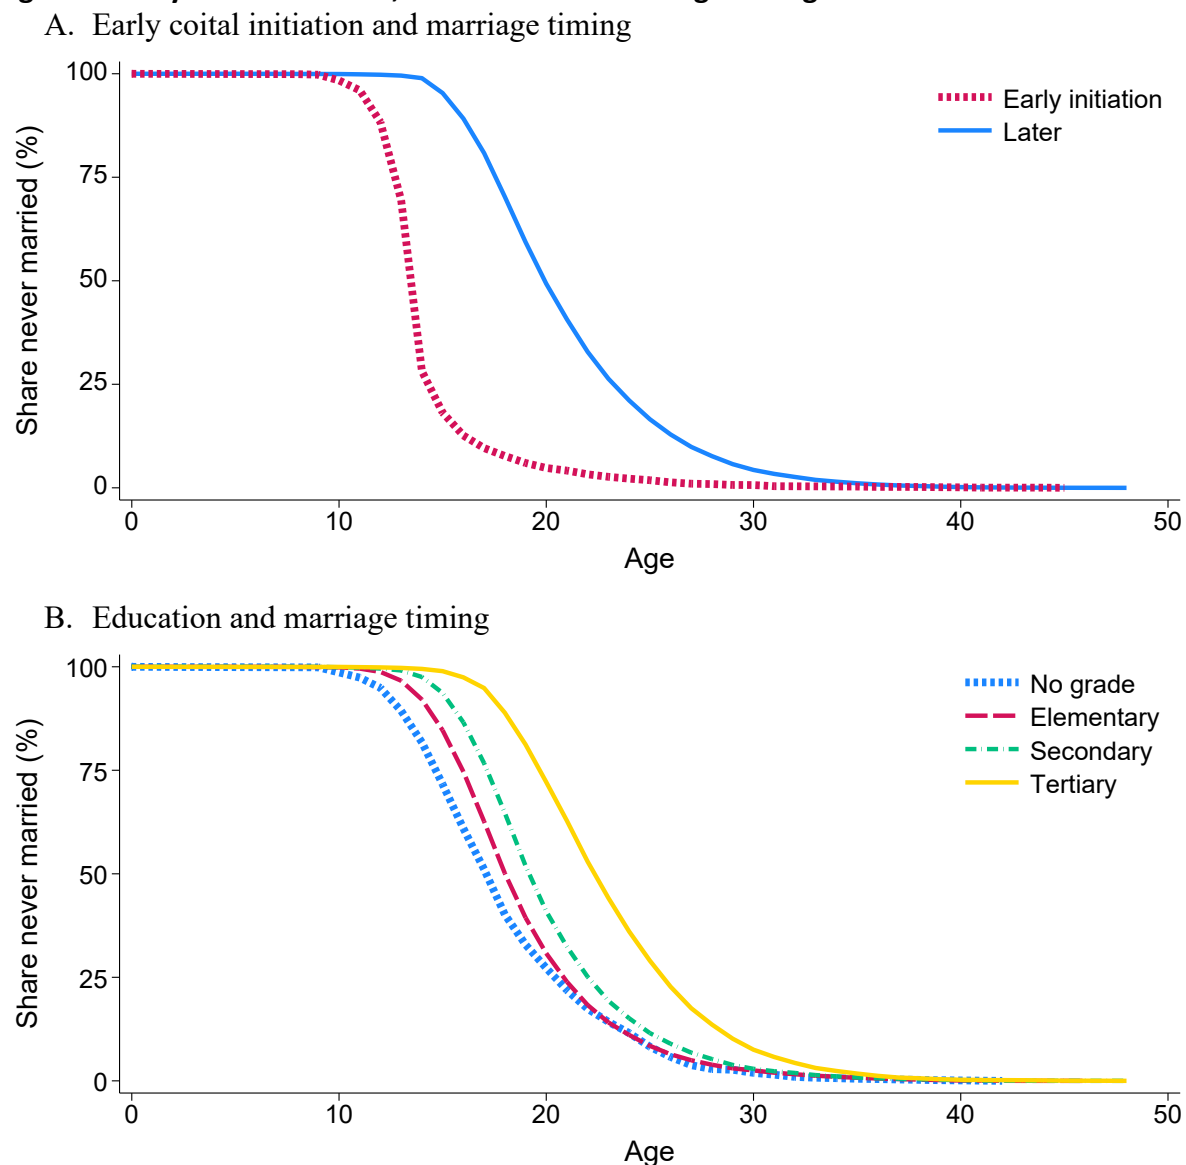 A. Early coital initiation and marriage timing
100
75
50
25
0
Share never married (%)
Early initiation
Later
0 10 20 30 40 50
Age
B. Education and marriage timing
100
75
50
25
0
Share never married (%)
No grade
Elementary
Secondary
Tertiary
0 10 20 30 40 50
Age